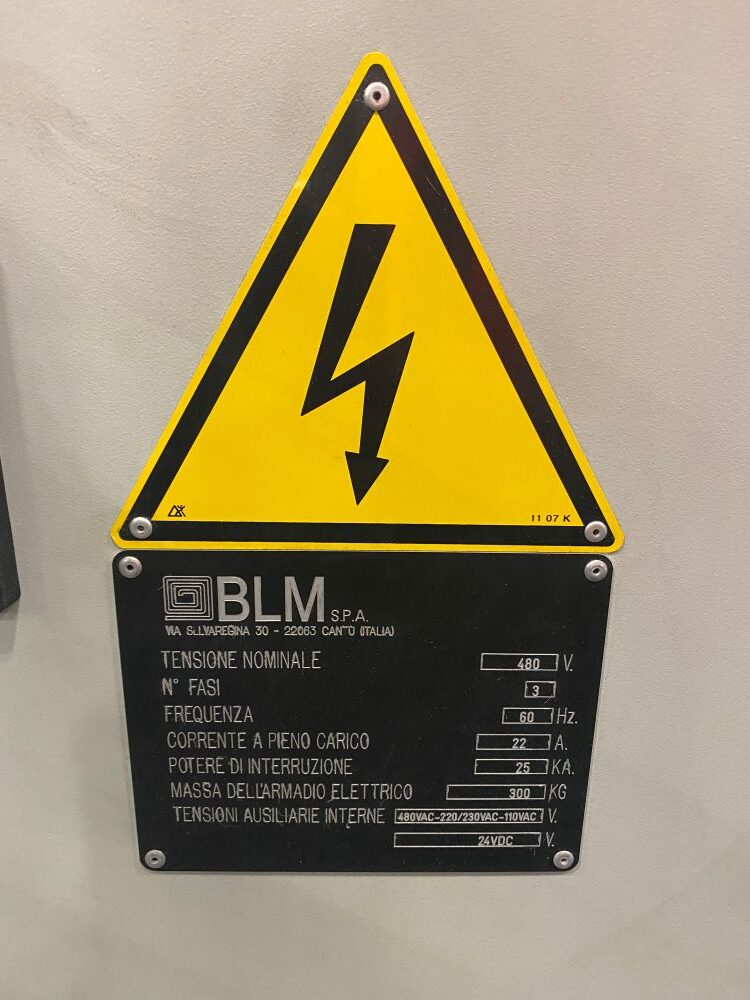 11 07 K
BLM S.P.A.
VIA SELVAREGINA 30 - 22063 CANTÙ (ITALIA)
TENSIONE NOMINALE 480 V.
N° FASI 3
FREQUENZA 60 Hz.
CORRENTE A PIENO CARICO 22 A.
POTERE DI INTERRUZIONE 25 KA.
MASSA DELL'ARMADIO ELETTRICO 300 KG
TENSIONI AUSILIARIE INTERNE 480VAC-220/230VAC-110VAC V.
24VDC V.